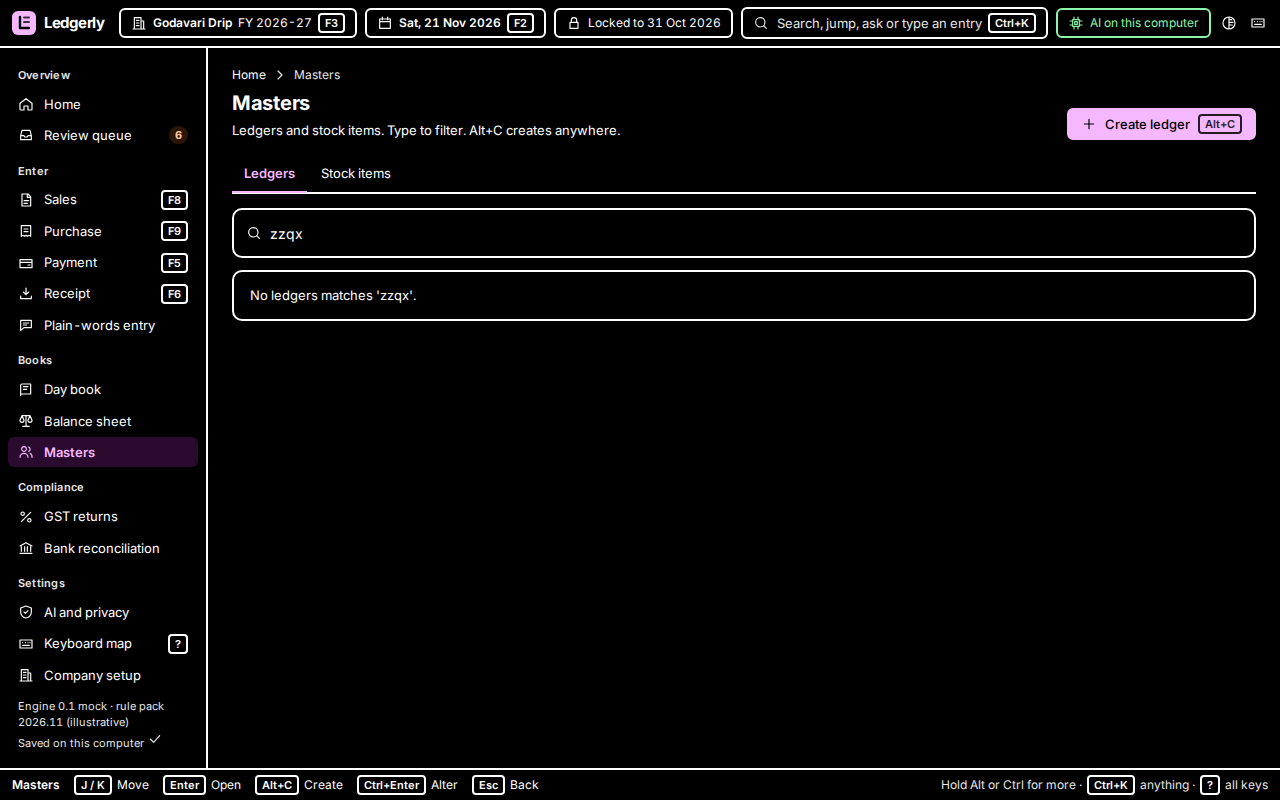 Ledgerly
Godavari Drip FY 2026-27 F3
Sat, 21 Nov 2026 F2
Locked to 31 Oct 2026
Search, jump, ask or type an entry Ctrl+K
AI on this computer
Overview
Home
Review queue 6
Enter
Sales F8
Purchase F9
Payment F5
Receipt F6
Plain-words entry
Books
Day book
Balance sheet
Masters
Compliance
GST returns
Bank reconciliation
Settings
AI and privacy
Keyboard map ?
Company setup
Engine 0.1 mock · rule pack
2026.11 (illustrative)
Saved on this computer
Home > Masters
Masters
Ledgers and stock items. Type to filter. Alt+C creates anywhere.
Create ledger Alt+C
Ledgers Stock items
zzqx
No ledgers matches 'zzqx'.
Masters J / K Move Enter Open Alt+C Create Ctrl+Enter Alter Esc Back
Hold Alt or Ctrl for more · Ctrl+K anything · ? all keys